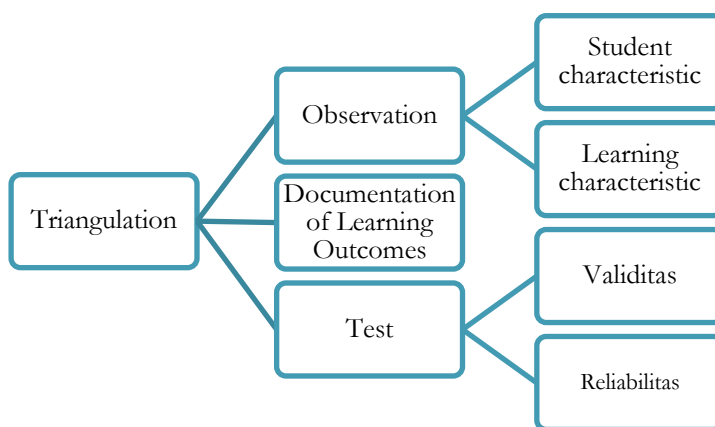 Triangulation
Observation
Student
characteristic
Learning
characteristic
Documentation
of Learning
Outcomes
Test
Validitas
Reliabilitas